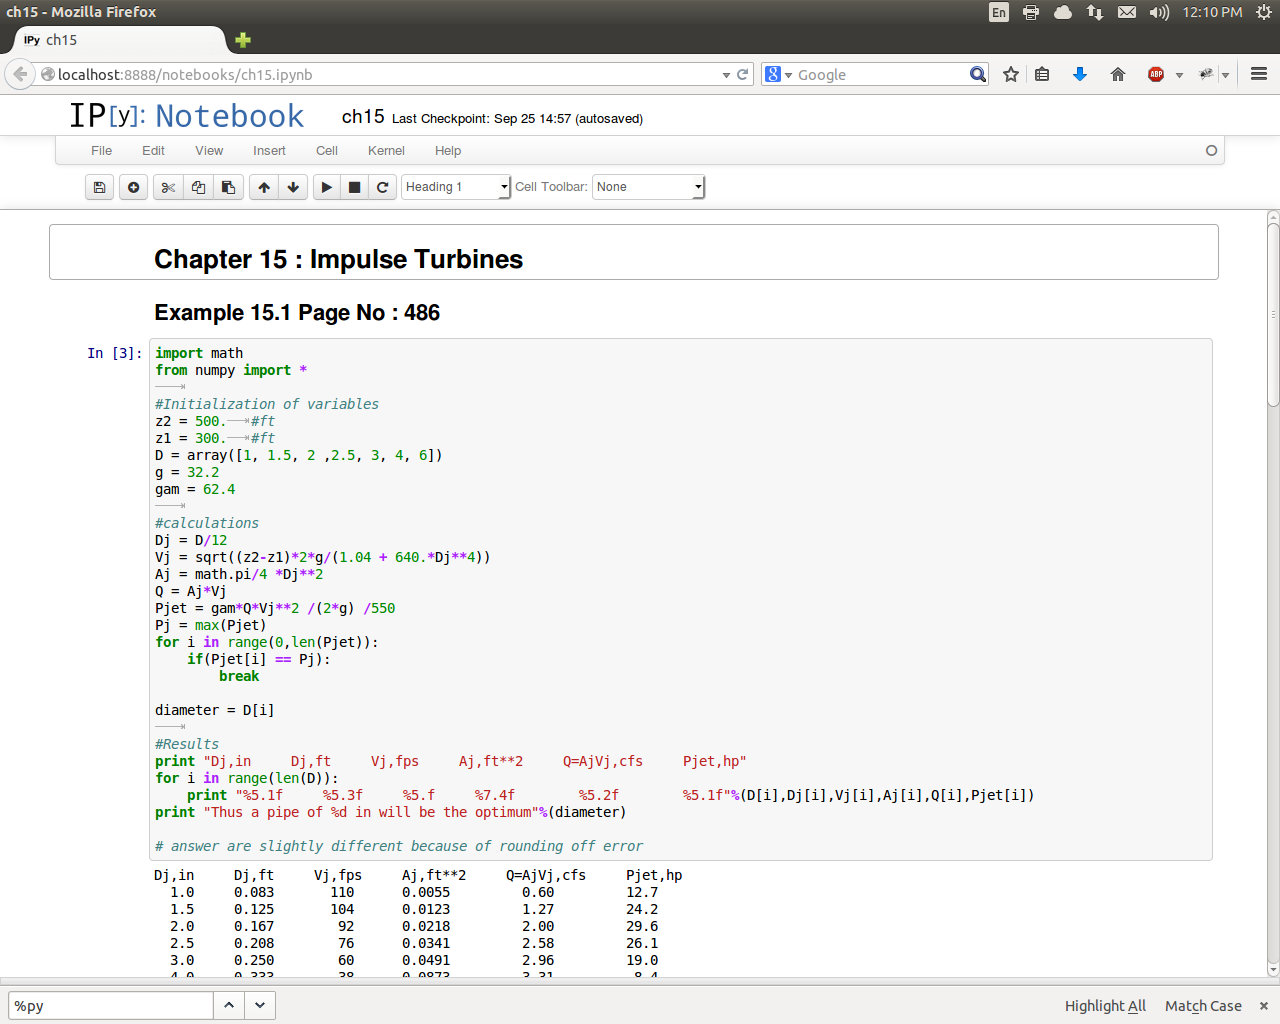 ch15 - Mozilla Firefox
En
12:10 PM
IPy ch15
localhost:8888/notebooks/ch15.ipynb
Google
ABP
IP[y]: Notebook
ch15 Last Checkpoint: Sep 25 14:57 (autosaved)
File Edit View Insert Cell Kernel Help
Heading 1 Cell Toolbar: None
Chapter 15 : Impulse Turbines
Example 15.1 Page No : 486
In [3]:
import math
from numpy import *
#Initialization of variables
z2 = 500. #ft
z1 = 300. #ft
D = array([1, 1.5, 2 ,2.5, 3, 4, 6])
g = 32.2
gam = 62.4
#calculations
Dj = D/12
Vj = sqrt((z2-z1)*2*g/(1.04 + 640.*Dj**4))
Aj = math.pi/4 *Dj**2
Q = Aj*Vj
Pjet = gam*Q*Vj**2 /(2*g) /550
Pj = max(Pjet)
for i in range(0,len(Pjet)):
    if(Pjet[i] == Pj):
        break
diameter = D[i]
#Results
print "Dj,in     Dj,ft     Vj,fps     Aj,ft**2     Q=AjVj,cfs     Pjet,hp"
for i in range(len(D)):
    print "%5.1f     %5.3f     %5.f     %7.4f        %5.2f        %5.1f"%(D[i],Dj[i],Vj[i],Aj[i],Q[i],Pjet[i])
print "Thus a pipe of %d in will be the optimum"%(diameter)
# answer are slightly different because of rounding off error
Dj,in     Dj,ft     Vj,fps     Aj,ft**2     Q=AjVj,cfs     Pjet,hp
  1.0     0.083       110      0.0055         0.60         12.7
  1.5     0.125       104      0.0123         1.27         24.2
  2.0     0.167        92      0.0218         2.00         29.6
  2.5     0.208        76      0.0341         2.58         26.1
  3.0     0.250        60      0.0491         2.96         19.0
  4.0     0.333        38      0.0873         3.31          8.4
%py
Highlight All Match Case